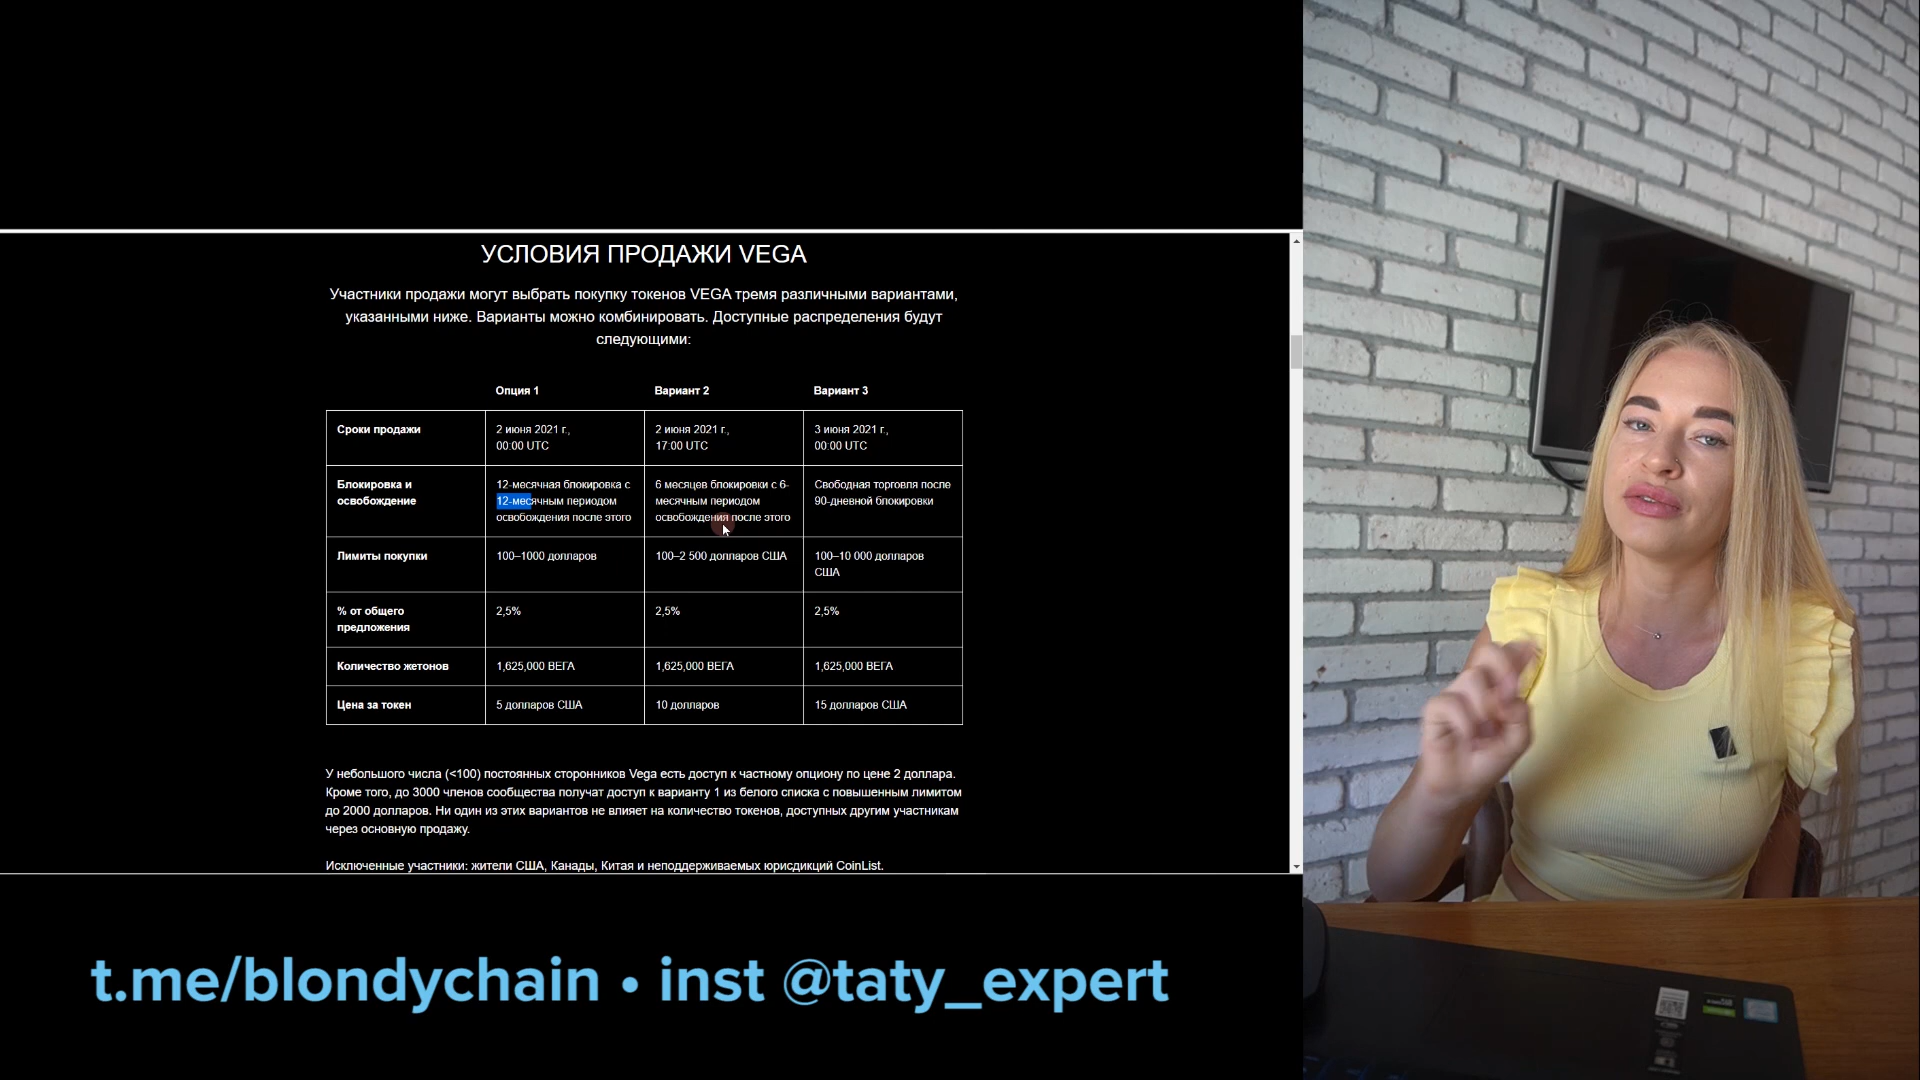 УСЛОВИЯ ПРОДАЖИ VEGA
Участники продажи могут выбрать покупку токенов VEGA тремя различными вариантами,
указанными ниже. Варианты можно комбинировать. Доступные распределения будут
следующими:
Опция 1 Вариант 2 Вариант 3
Сроки продажи
2 июня 2021 г.,
00:00 UTC
2 июня 2021 г.,
17:00 UTC
3 июня 2021 г.,
00:00 UTC
Блокировка и
освобождение
12-месячная блокировка с
12-месячным периодом
освобождения после этого
6 месяцев блокировки с 6-
месячным периодом
освобождения после этого
Свободная торговля после
90-дневной блокировки
Лимиты покупки
100–1000 долларов
100–2 500 долларов США
100–10 000 долларов
США
% от общего
предложения
2,5%
2,5%
2,5%
Количество жетонов
1,625,000 ВЕГА
1,625,000 ВЕГА
1,625,000 ВЕГА
Цена за токен
5 долларов США
10 долларов
15 долларов США
У небольшого числа (<100) постоянных сторонников Vega есть доступ к частному опциону по цене 2 доллара.
Кроме того, до 3000 членов сообщества получат доступ к варианту 1 из белого списка с повышенным лимитом
до 2000 долларов. Ни один из этих вариантов не влияет на количество токенов, доступных другим участникам
через основную продажу.
Исключенные участники: жители США, Канады, Китая и неподдерживаемых юрисдикций CoinList.
t.me/blondychain • inst @taty_expert